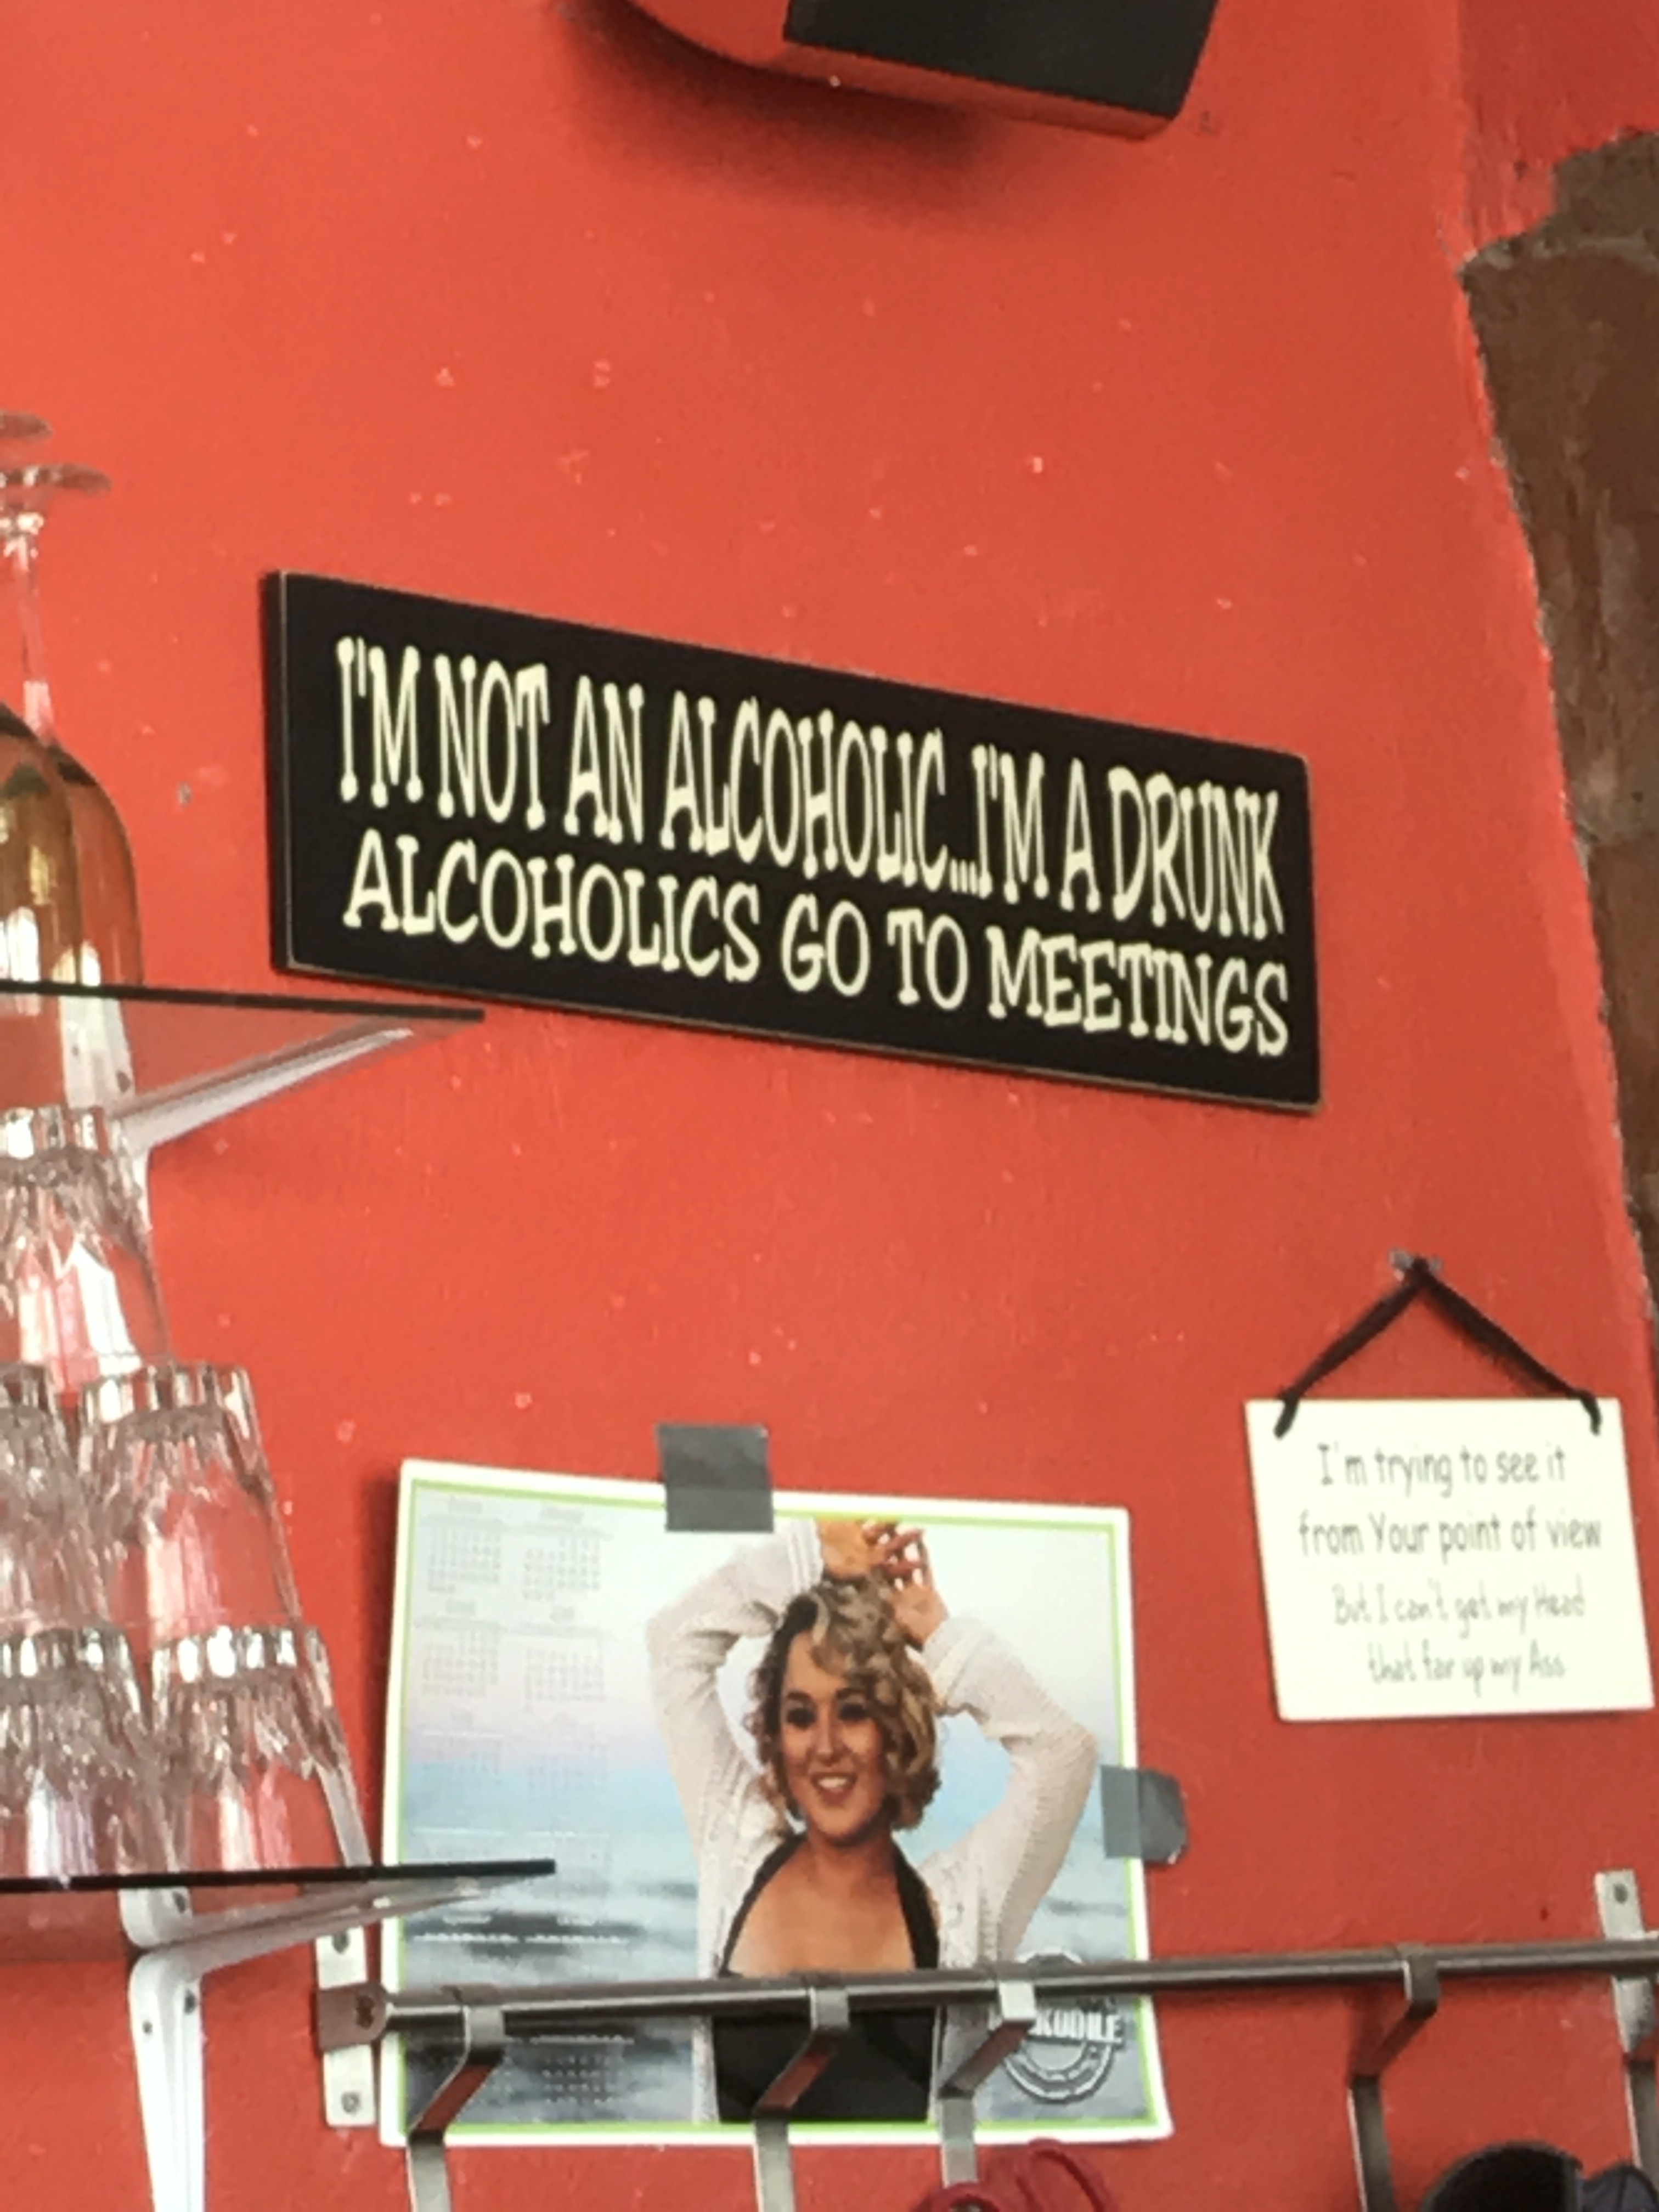 I'M NOT AN ALCOHOLIC...I'M A DRUNK
ALCOHOLICS GO TO MEETINGS
I'm trying to see it
from Your point of view
But I can't get my Head
that far up my Ass